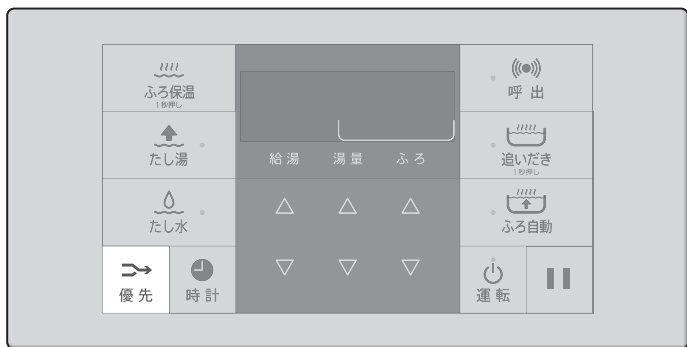 ふろ保温
1秒押し
たし湯
たし水
優先
時計
給湯 湯量 ふろ
呼出
追いだき
1秒押し
ふろ自動
運転